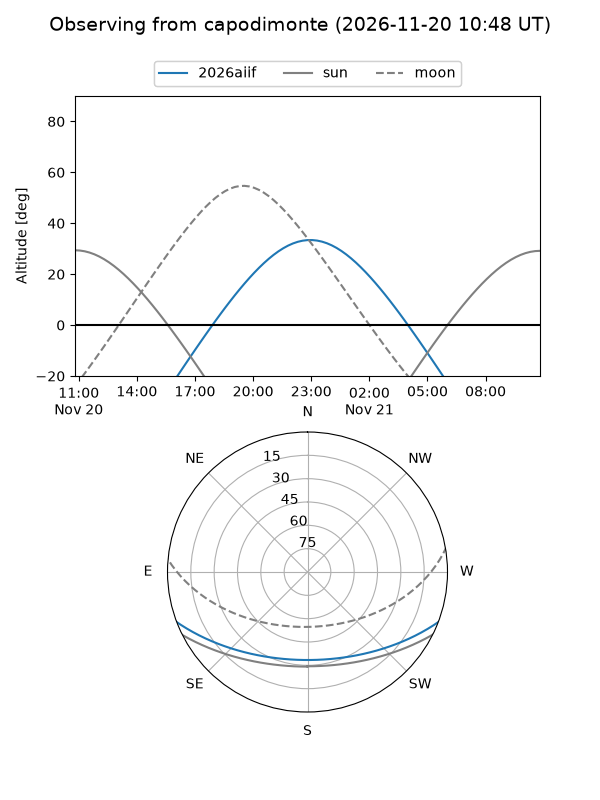 Observing from capodimonte (2026-11-20 10:48 UT)
2026aiif sun moon
80
60
40
20
0
−20
Altitude [deg]
11:00 14:00 17:00 20:00 23:00 02:00 05:00 08:00
Nov 20 Nov 21
N
NE NW
15
30
45
60
75
E W
SE SW
S